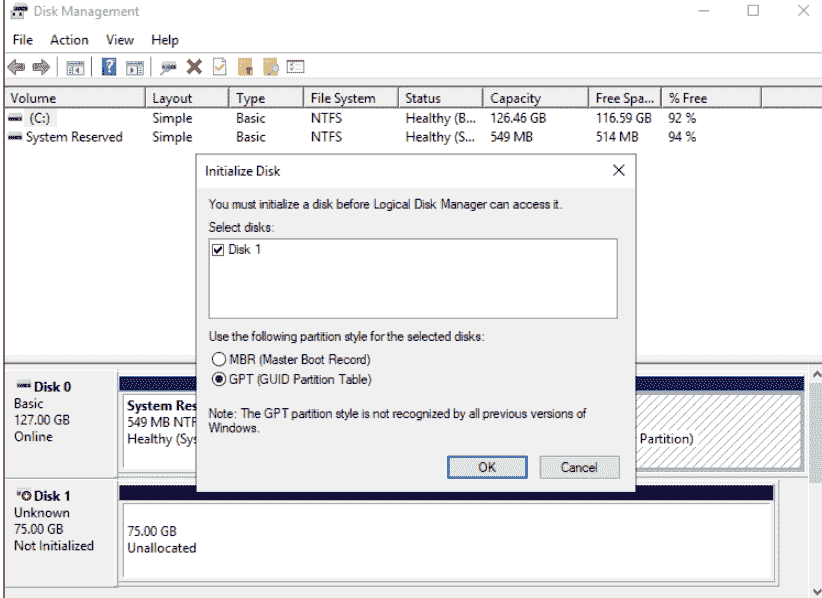 Disk Management
File Action View Help
Volume Layout Type File System Status Capacity Free Spa... % Free
(C:) Simple Basic NTFS Healthy (B... 126.46 GB 116.59 GB 92 %
System Reserved Simple Basic NTFS Healthy (S... 549 MB 514 MB 94 %
Initialize Disk
You must initialize a disk before Logical Disk Manager can access it.
Select disks:
Disk 1
Use the following partition style for the selected disks:
MBR (Master Boot Record)
GPT (GUID Partition Table)
Note: The GPT partition style is not recognized by all previous versions of
Windows.
OK Cancel
Disk 0
Basic
127.00 GB
Online
System Res
549 MB NTF
Healthy (Sys
Partition)
Disk 1
Unknown
75.00 GB
Not Initialized
75.00 GB
Unallocated